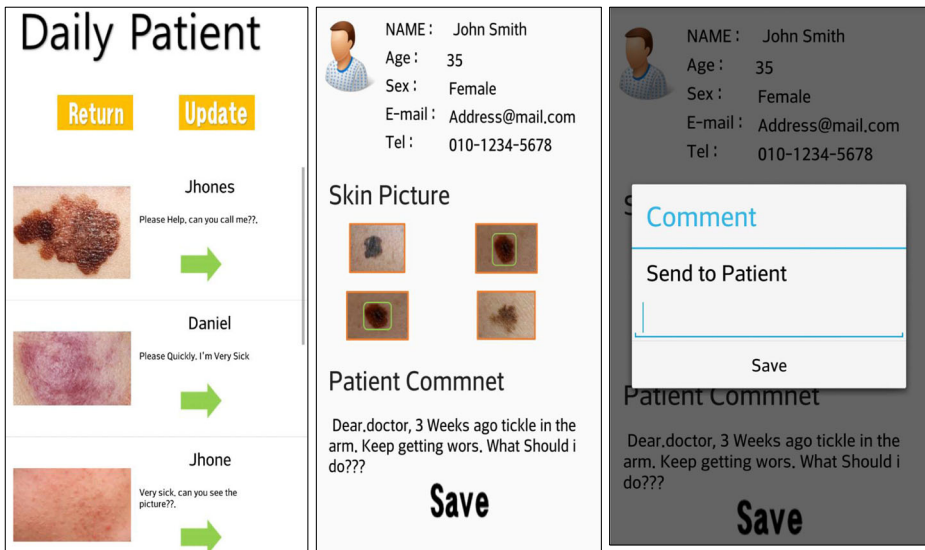 Daily Patient
Return
Update
Jhones
Please Help, can you call me??.
Daniel
Please Quickly. I'm Very Sick
Jhone
Very sick. can you see the
picture??.
NAME : John Smith
Age : 35
Sex : Female
E-mail : Address@mail.com
Tel : 010-1234-5678
Skin Picture
Patient Commnet
Dear.doctor, 3 Weeks ago tickle in the
arm. Keep getting wors. What Should i
do???
Save
NAME : John Smith
Age : 35
Sex : Female
E-mail : Address@mail.com
Tel : 010-1234-5678
S
Comment
Send to Patient
Save
Patient Commnet
Dear.doctor, 3 Weeks ago tickle in the
arm. Keep getting wors. What Should i
do???
Save